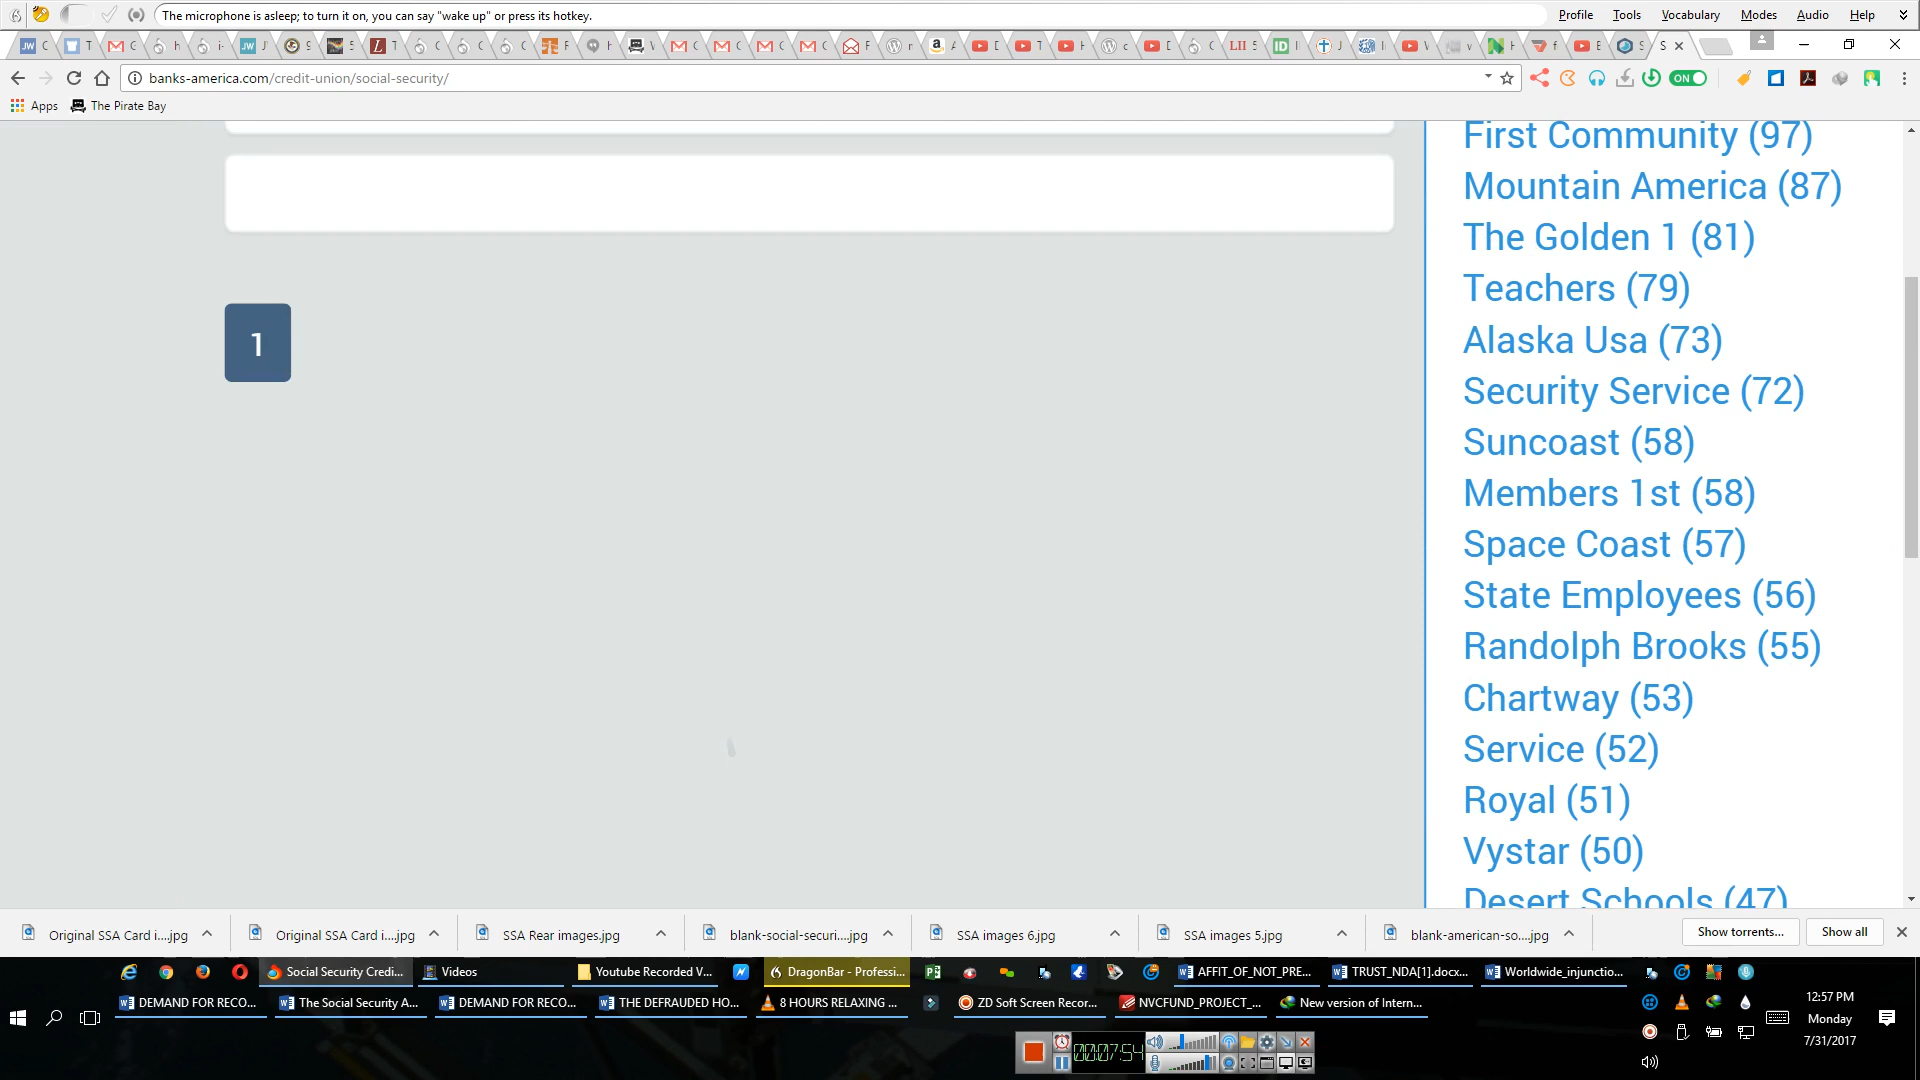 The microphone is asleep; to turn it on, you can say "wake up" or press its hotkey.
Profile Tools Vocabulary Modes Audio Help
banks-america.com/credit-union/social-security/
ON
Apps The Pirate Bay
First Community (97)
Mountain America (87)
The Golden 1 (81)
Teachers (79)
Alaska Usa (73)
Security Service (72)
Suncoast (58)
Members 1st (58)
Space Coast (57)
State Employees (56)
Randolph Brooks (55)
Chartway (53)
Service (52)
Royal (51)
Vystar (50)
Desert Schools (47)
1
Original SSA Card i....jpg
Original SSA Card i....jpg
SSA Rear images.jpg
blank-social-securi....jpg
SSA images 6.jpg
SSA images 5.jpg
blank-american-so....jpg
Show torrents...
Show all
Social Security Credi...
Videos
Youtube Recorded V...
DragonBar - Professi...
AFFIT_OF_NOT_PRE...
TRUST_NDA[1].docx...
Worldwide_injunctio...
DEMAND FOR RECO...
The Social Security A...
DEMAND FOR RECO...
THE DEFRAUDED HO...
8 HOURS RELAXING ...
ZD Soft Screen Recor...
NVCFUND_PROJECT_...
New version of Intern...
12:57 PM
Monday
7/31/2017
00:07:54